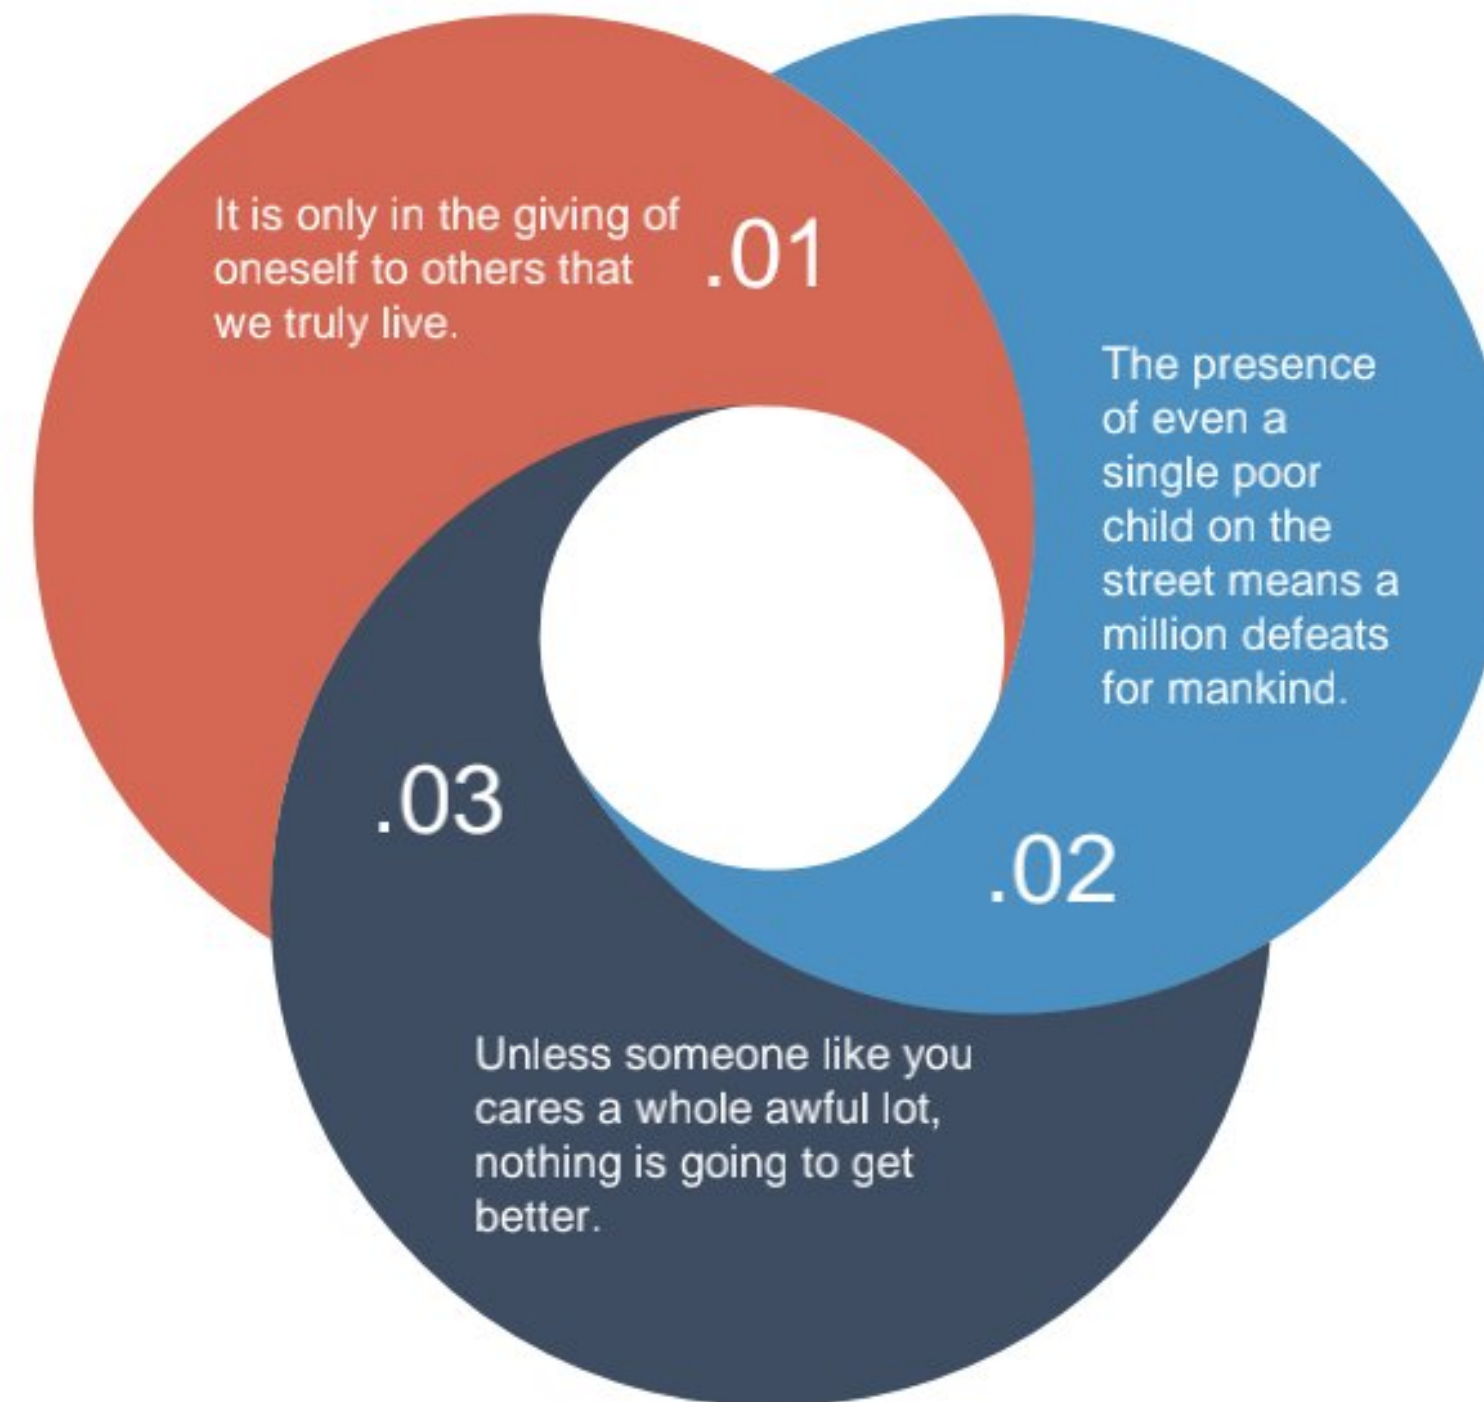 It is only in the giving of
oneself to others that
we truly live.
.01
The presence
of even a
single poor
child on the
street means a
million defeats
for mankind.
.02
.03
Unless someone like you
cares a whole awful lot,
nothing is going to get
better.